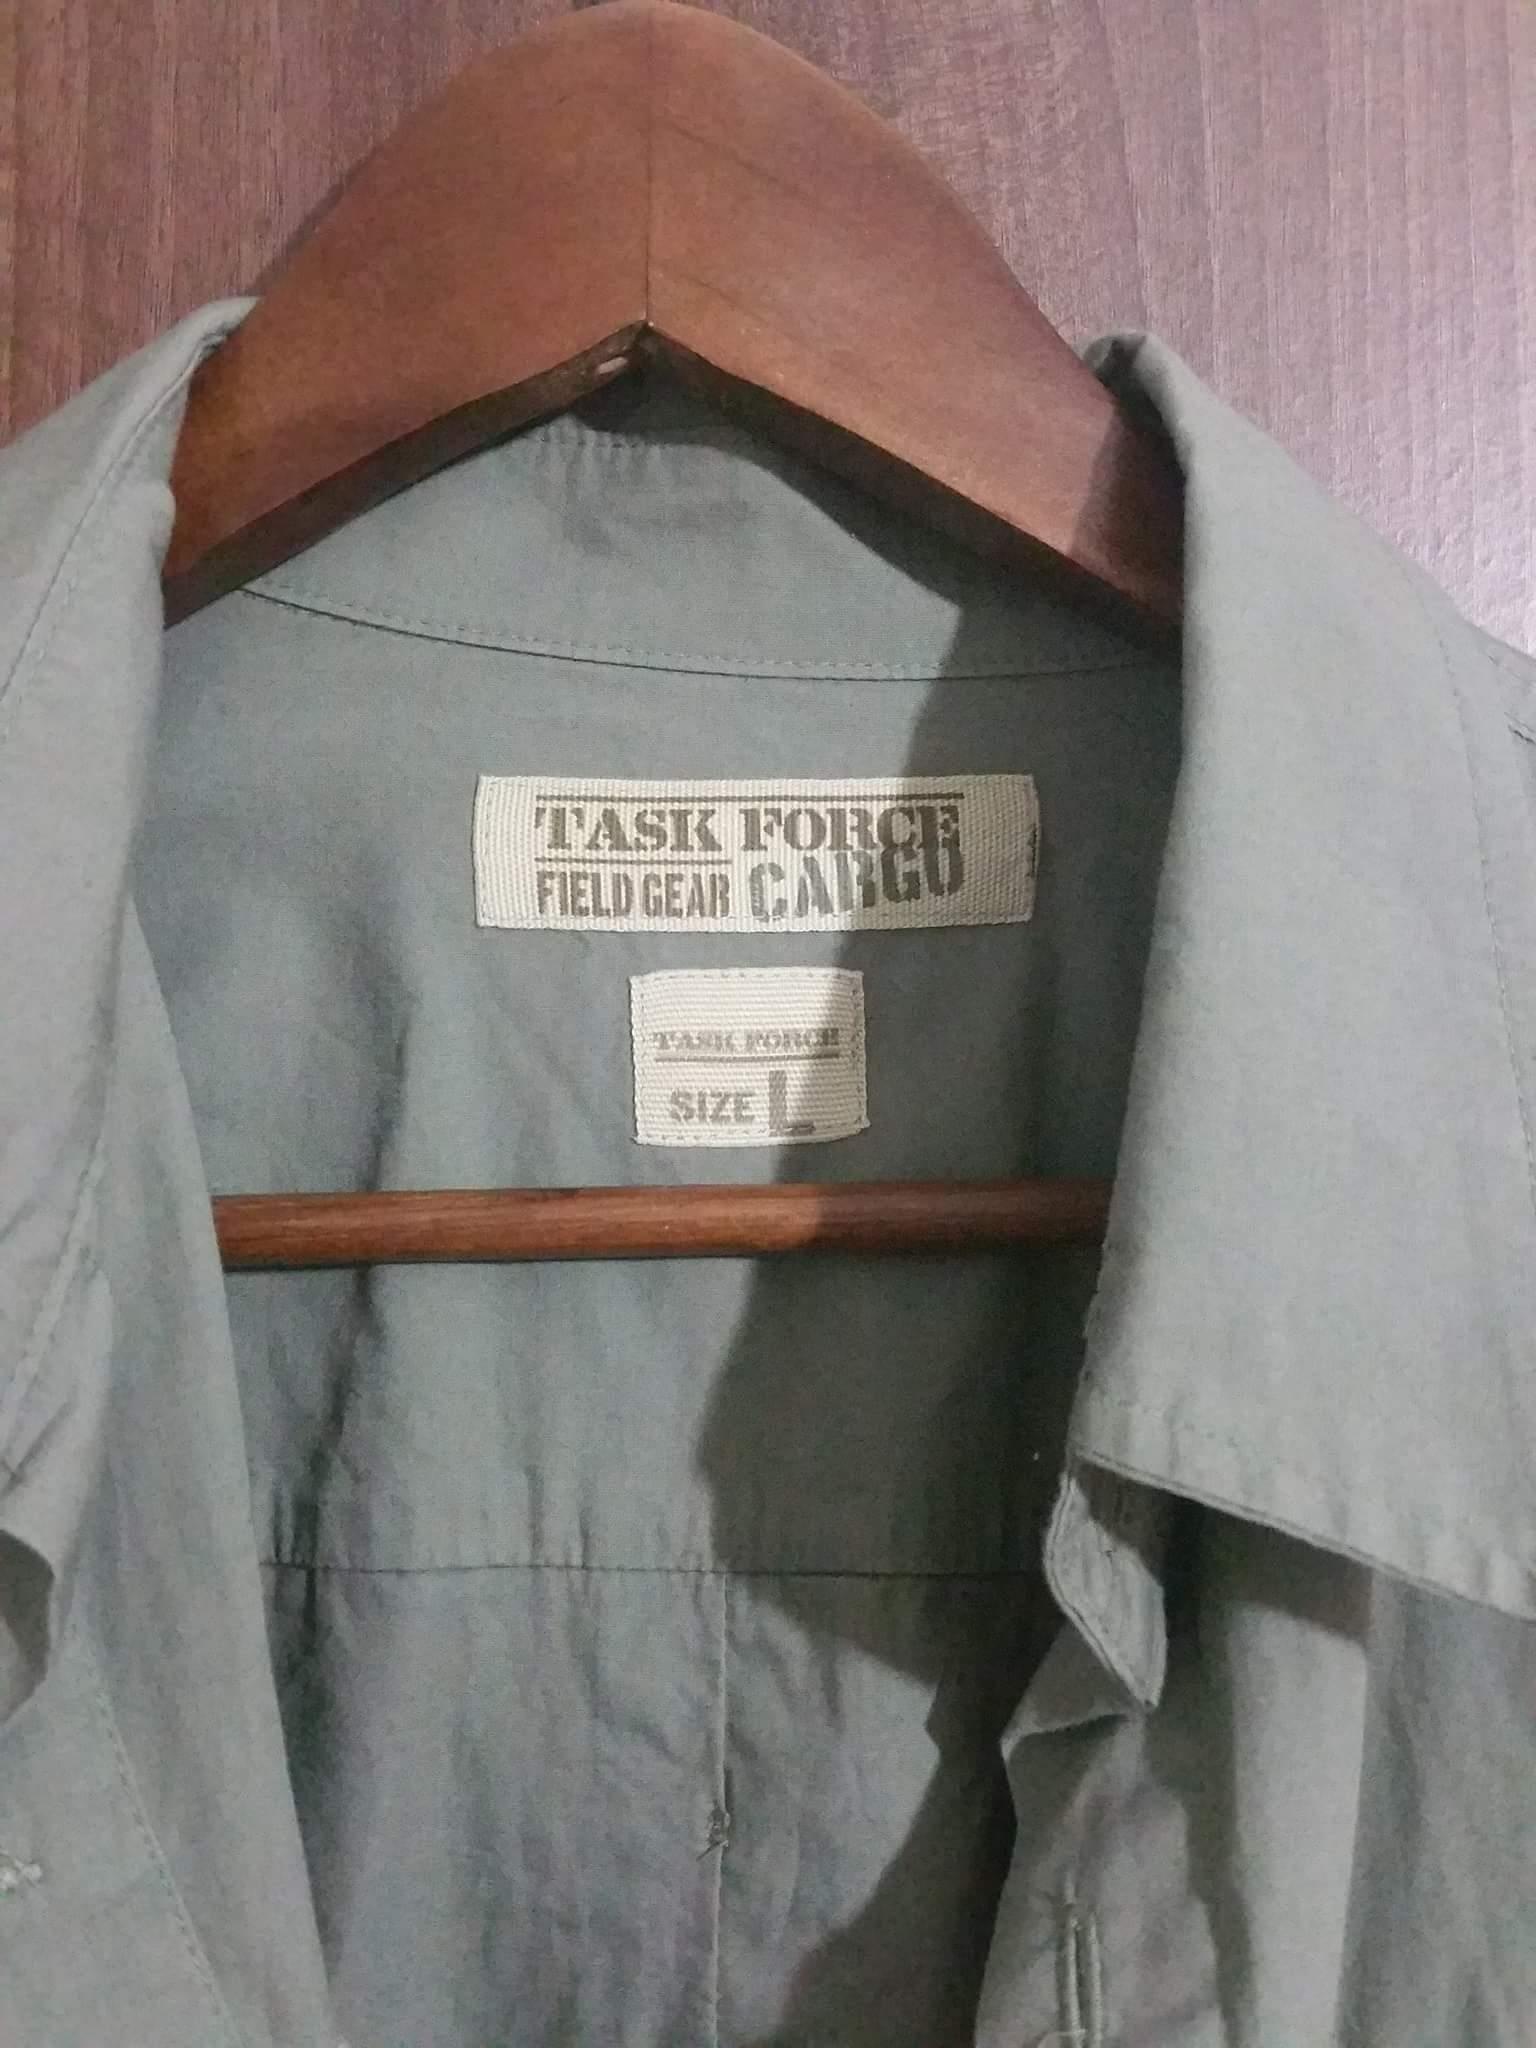 TASK FORCE
FIELD GEAR CARGO
TASK FORCE
SIZE L